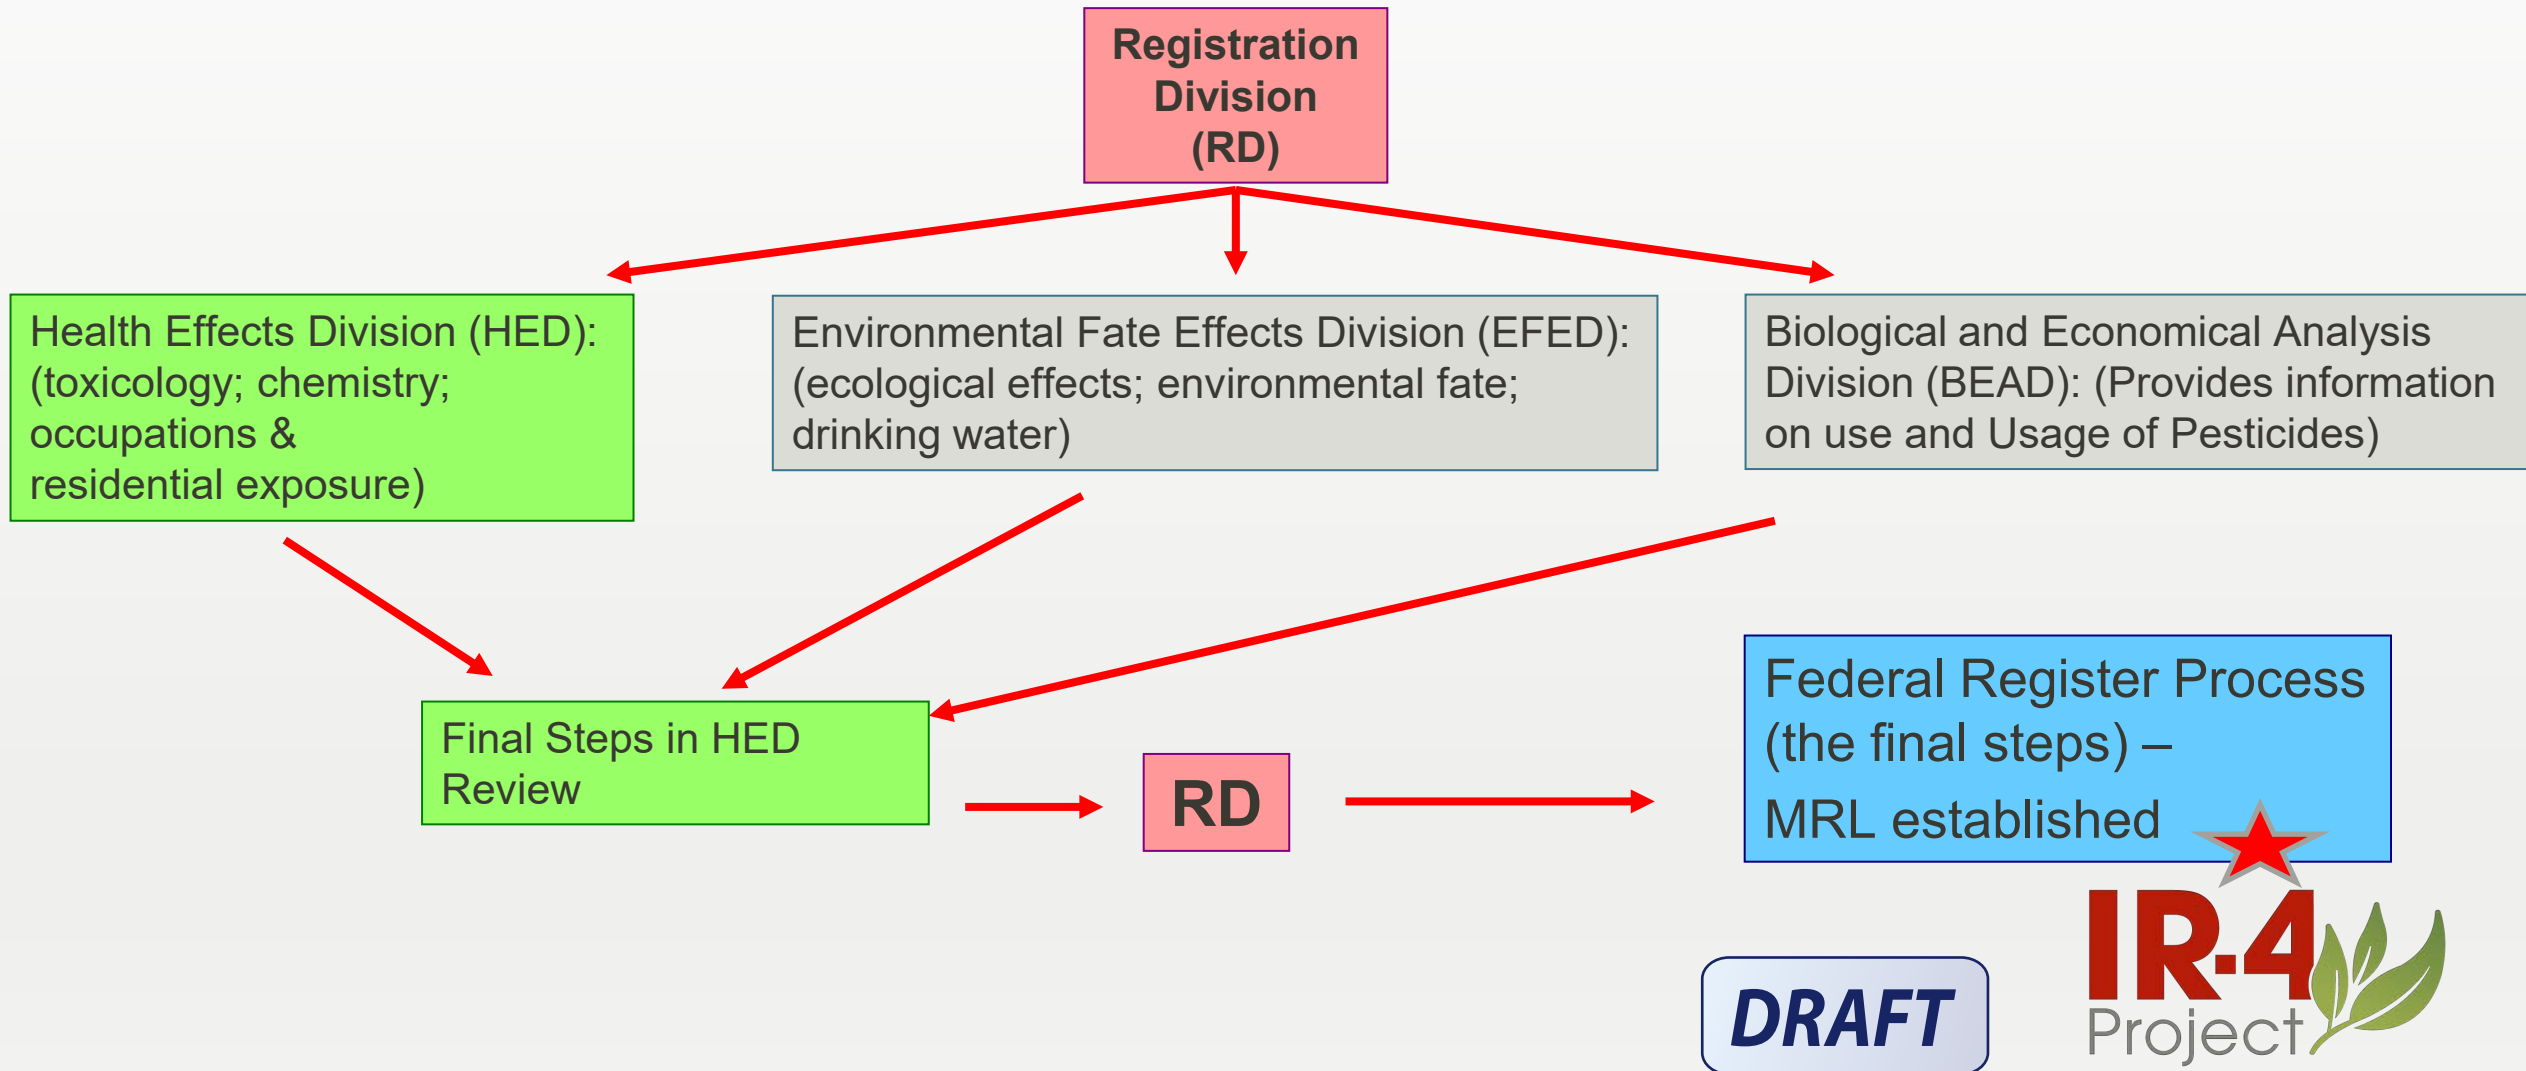 Registration
Division
(RD)
Health Effects Division (HED):
(toxicology; chemistry;
occupations &
residential exposure)
Environmental Fate Effects Division (EFED):
(ecological effects; environmental fate;
drinking water)
Biological and Economical Analysis
Division (BEAD): (Provides information
on use and Usage of Pesticides)
Final Steps in HED
Review
RD
Federal Register Process
(the final steps) –
MRL established
DRAFT
IR-4
Project